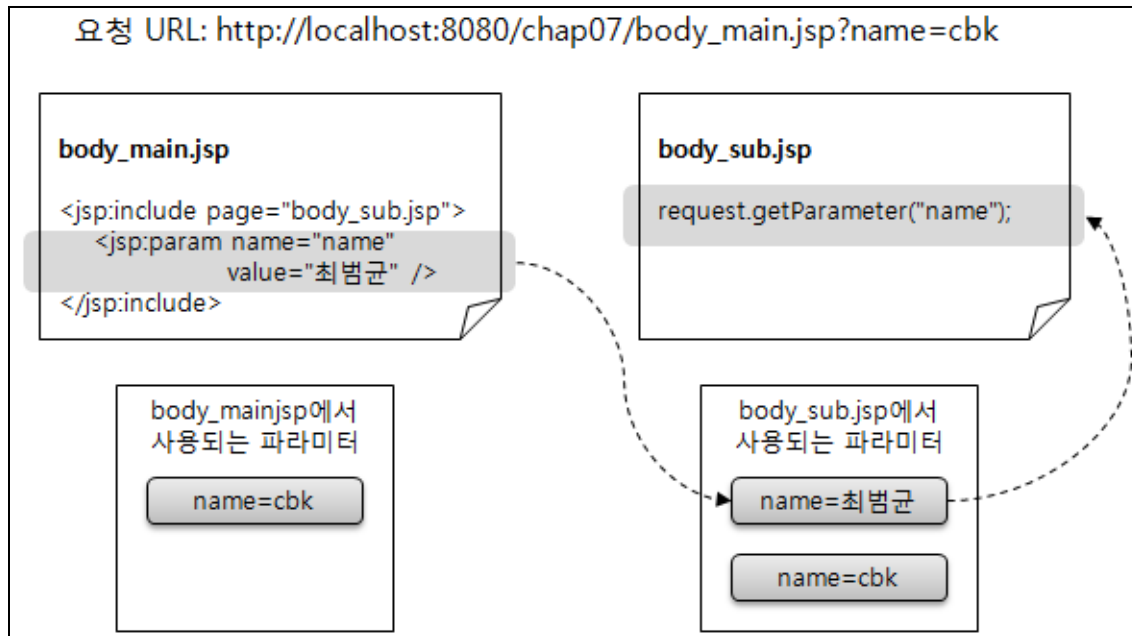 요청 URL: http://localhost:8080/chap07/body_main.jsp?name=cbk
body_main.jsp
<jsp:include page="body_sub.jsp">
<jsp:param name="name"
value="최범균" />
</jsp:include>
body_sub.jsp
request.getParameter("name");
body_mainjsp에서
사용되는 파라미터
name=cbk
body_sub.jsp에서
사용되는 파라미터
name=최범균
name=cbk